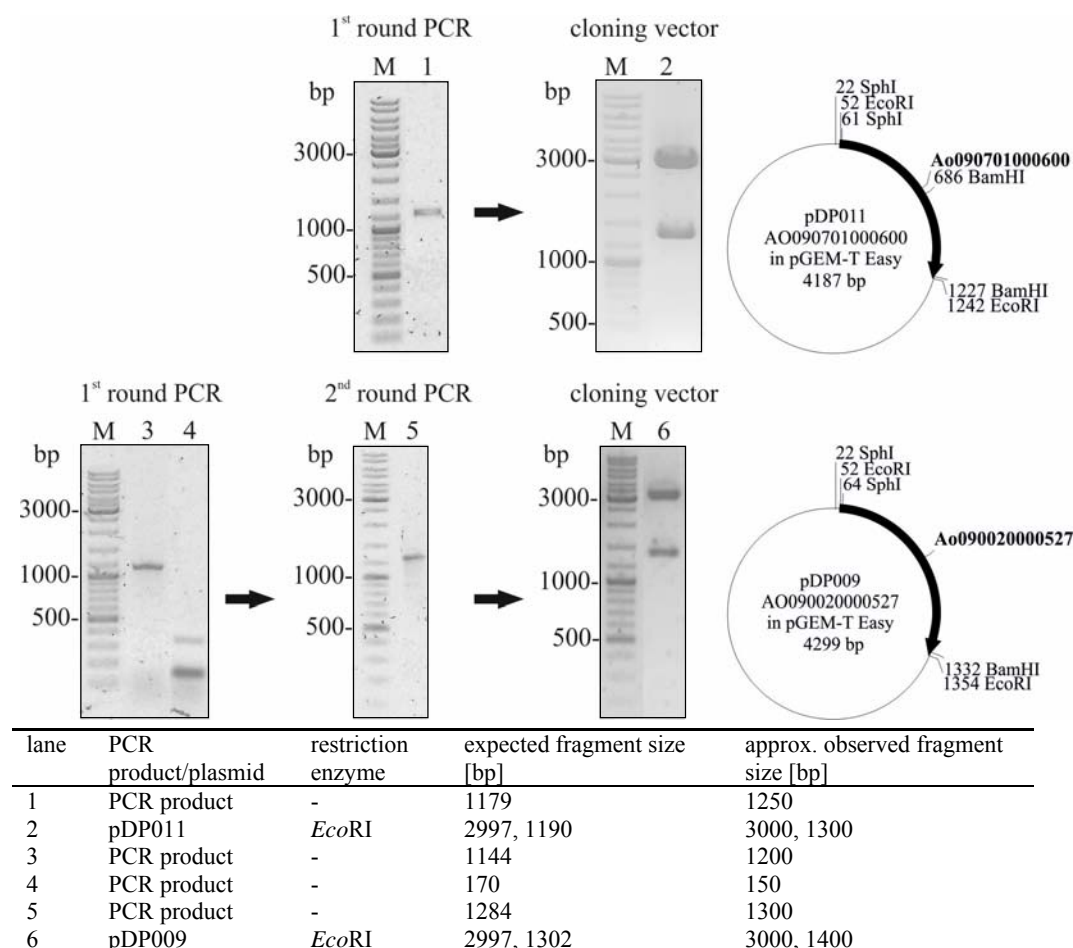 1st round PCR
cloning vector
M 1
M 2
bp
bp
3000-
1000-
500-
3000-
1000-
500-
22 SphI
52 EcoRI
61 SphI
Ao090701000600
686 BamHI
pDP011
AO090701000600
in pGEM-T Easy
4187 bp
1227 BamHI
1242 EcoRI
1st round PCR
2nd round PCR
cloning vector
M 3 4
M 5
M 6
bp
bp
bp
3000-
1000-
500-
3000-
1000-
500-
3000-
1000-
500-
22 SphI
52 EcoRI
64 SphI
Ao090020000527
pDP009
AO090020000527
in pGEM-T Easy
4299 bp
1332 BamHI
1354 EcoRI
lane PCR restriction expected fragment size approx. observed fragment
product/plasmid enzyme [bp] size [bp]
1 PCR product - 1179 1250
2 pDP011 EcoRI 2997, 1190 3000, 1300
3 PCR product - 1144 1200
4 PCR product - 170 150
5 PCR product - 1284 1300
6 pDP009 EcoRI 2997, 1302 3000, 1400